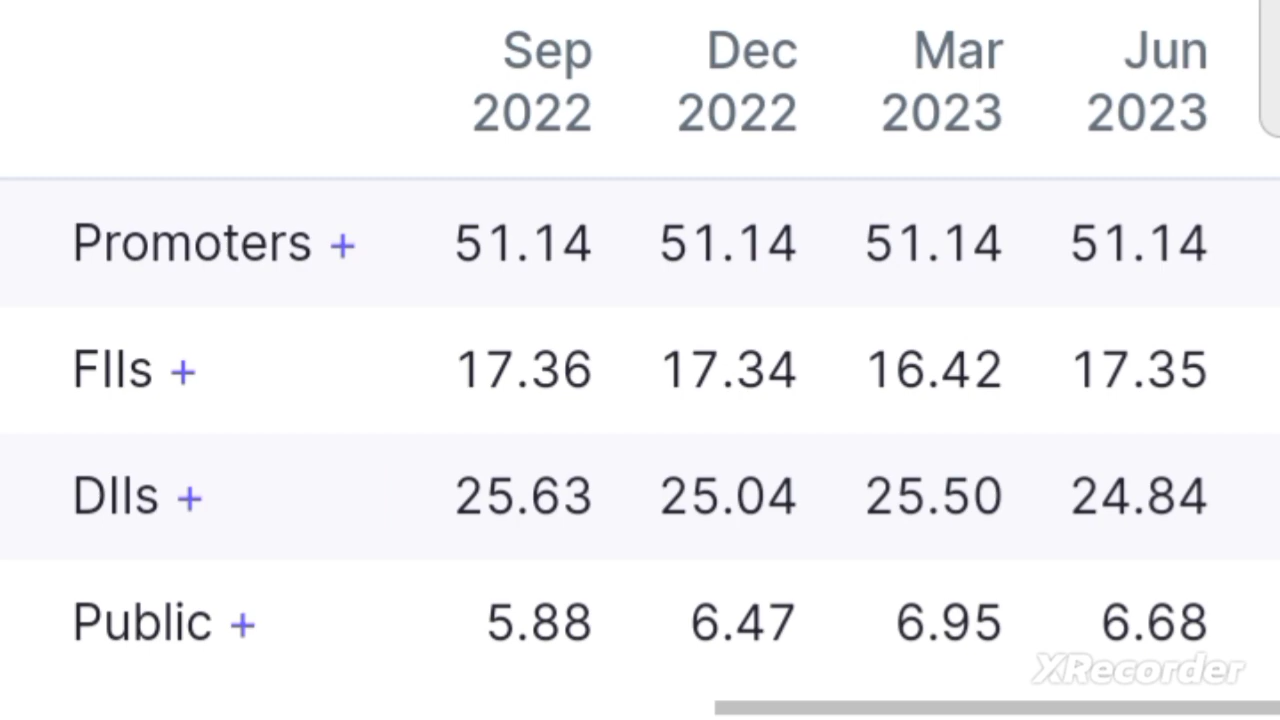 Sep Dec Mar Jun
2022 2022 2023 2023
Promoters + 51.14 51.14 51.14 51.14
FIIs + 17.36 17.34 16.42 17.35
DIIs + 25.63 25.04 25.50 24.84
Public + 5.88 6.47 6.95 6.68
XRecorder